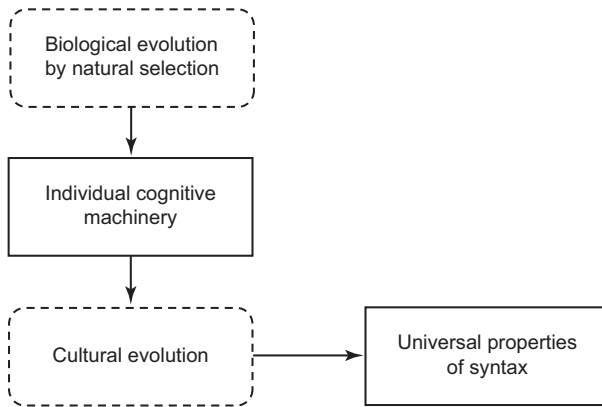 Biological evolution
by natural selection
Individual cognitive
machinery
Cultural evolution
Universal properties
of syntax